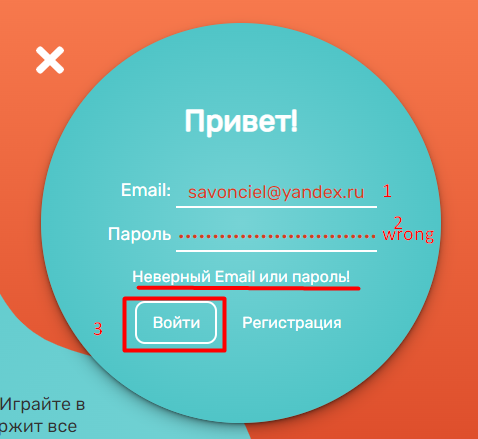 Привет!
Email: savonciel@yandex.ru 1
Пароль ........................ 2 wrong
Неверный Email или пароль!
3 Войти Регистрация
Играйте в
ржит все